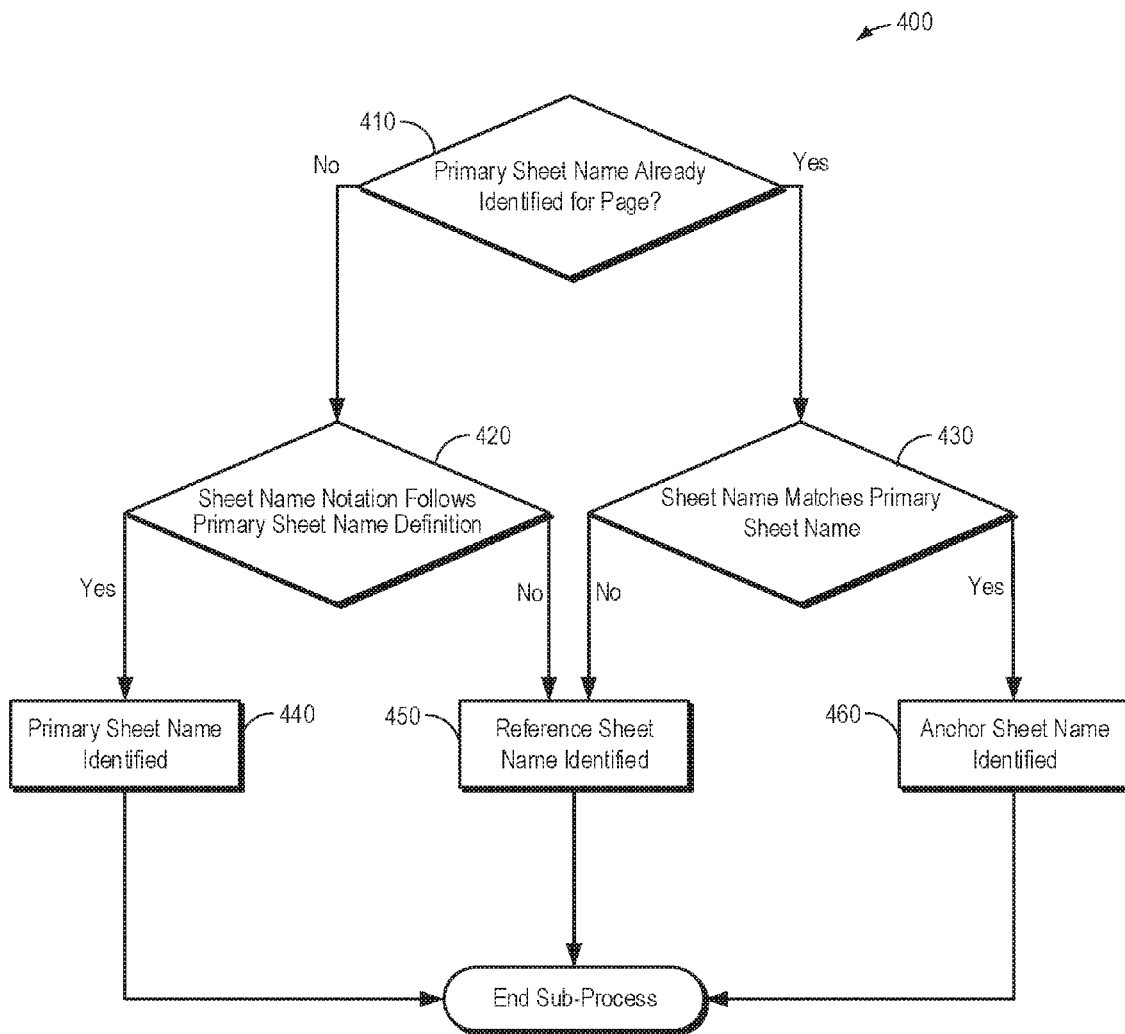 400
410
No
Yes
Primary Sheet Name Already
Identified for Page?
420
430
Sheet Name Notation Follows
Primary Sheet Name Definition
Sheet Name Matches Primary
Sheet Name
Yes
No
No
Yes
Primary Sheet Name
Identified
440
450
Reference Sheet
Name Identified
460
Anchor Sheet Name
Identified
End Sub-Process